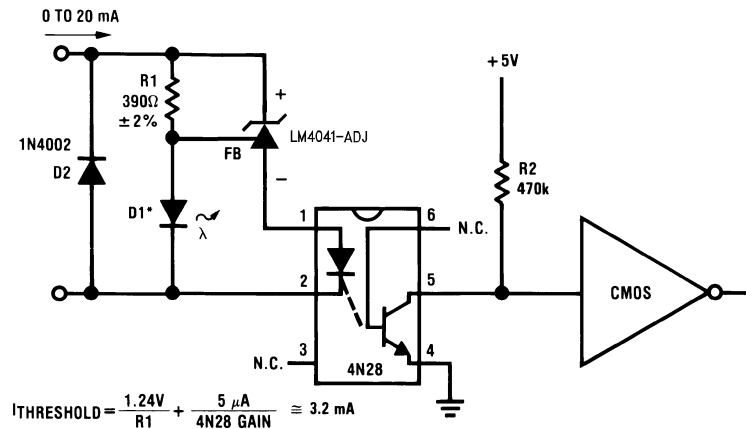 0 TO 20 mA
+5V
R1
390Ω
±2%
+
LM4041-ADJ
FB
−
1N4002
D2
D1*
λ
R2
470k
1
6
N.C.
2
5
CMOS
3
N.C.
4
4N28
ITHRESHOLD = 1.24V / R1 + 5 μA / 4N28 GAIN ≅ 3.2 mA